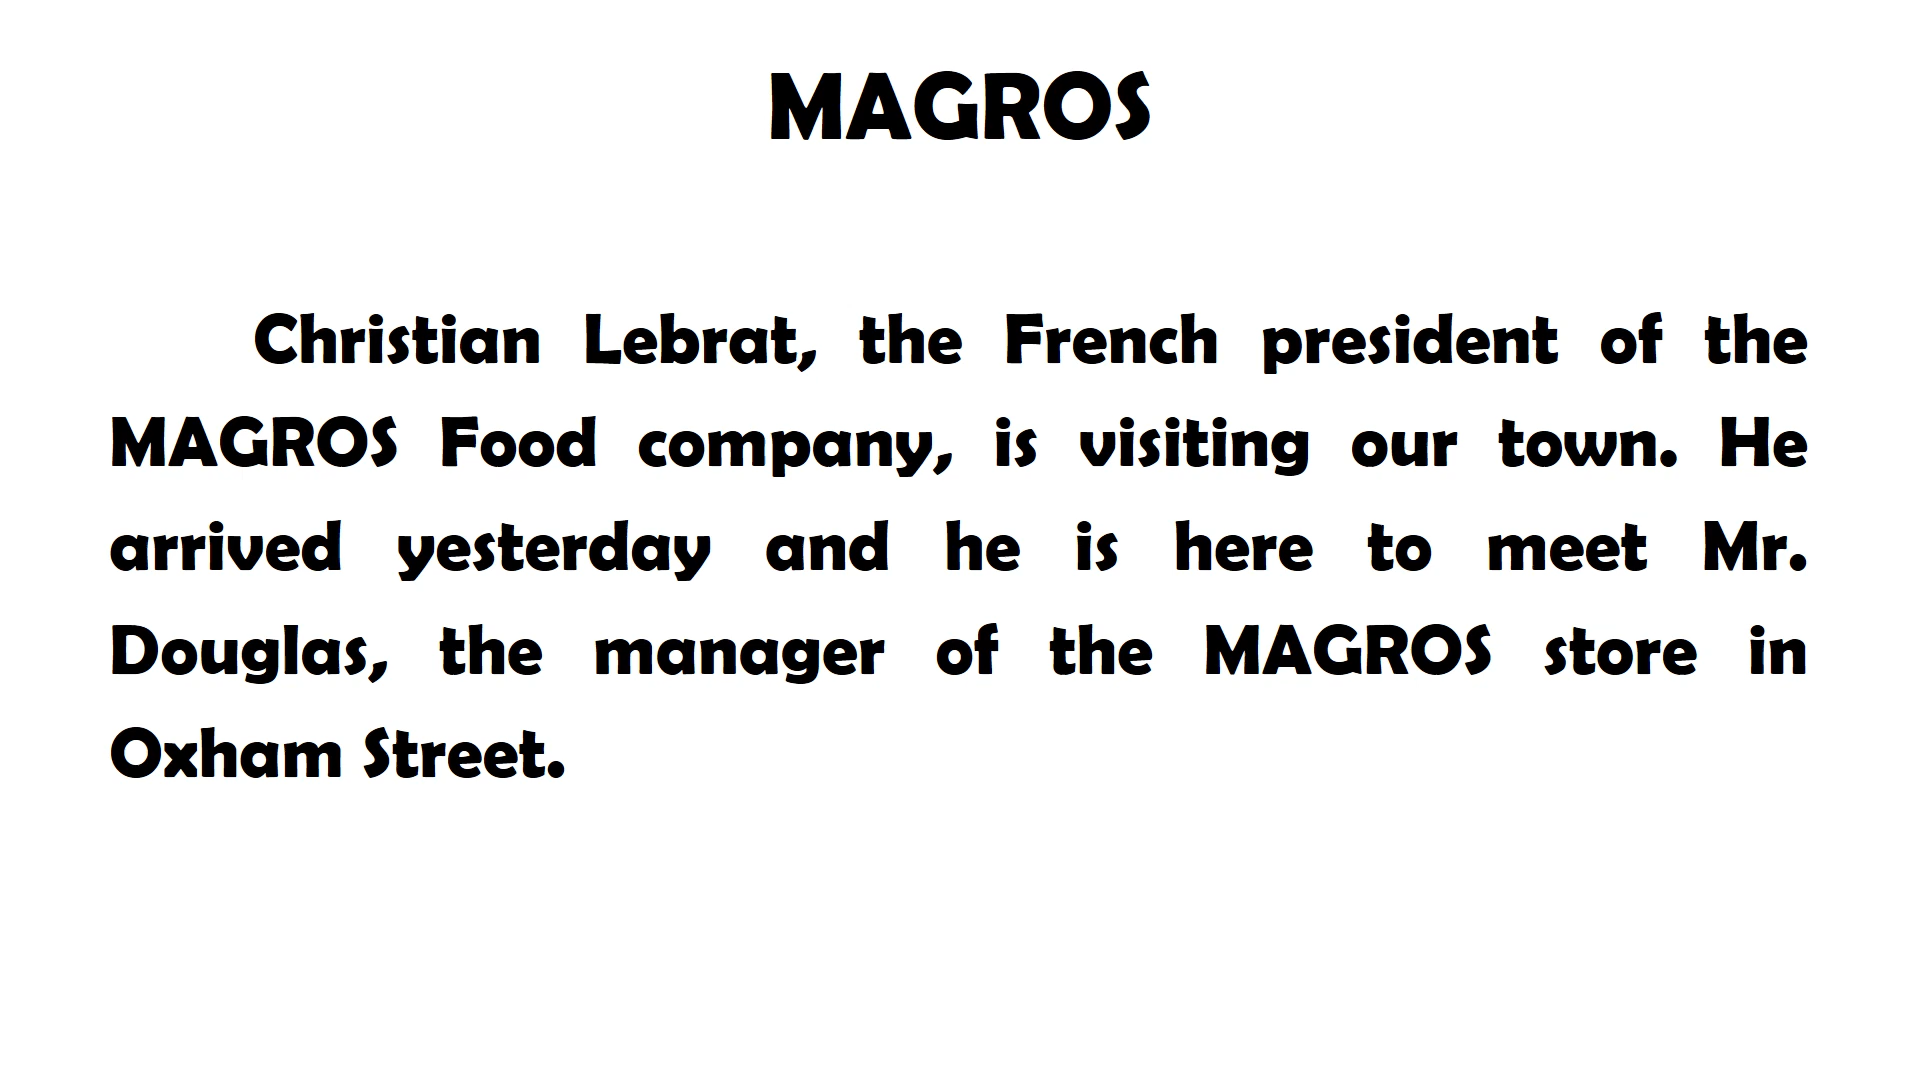 MAGROS
Christian Lebrat, the French president of the
MAGROS Food company, is visiting our town. He
arrived yesterday and he is here to meet Mr.
Douglas, the manager of the MAGROS store in
Oxham Street.